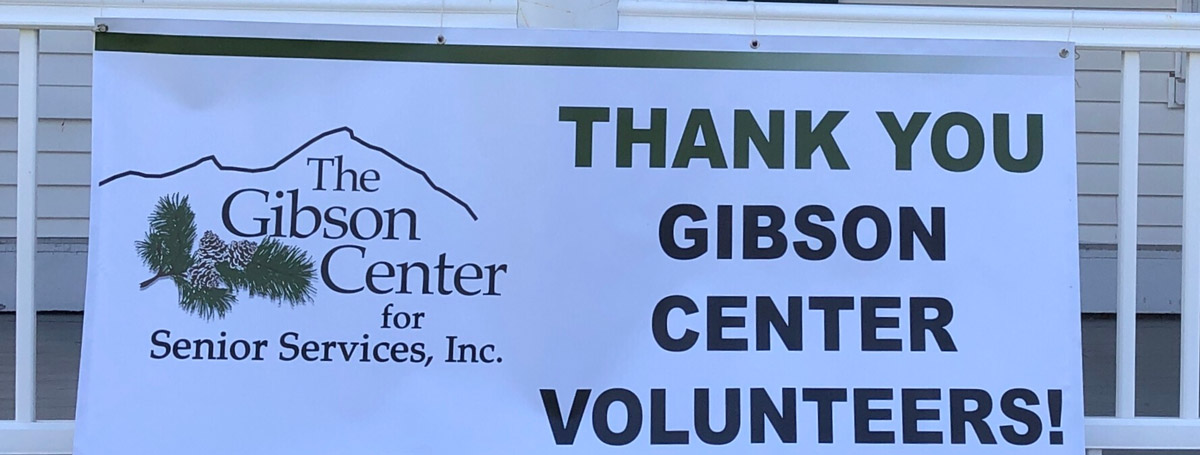 The
Gibson
Center
for
Senior Services, Inc.
THANK YOU
GIBSON
CENTER
VOLUNTEERS!